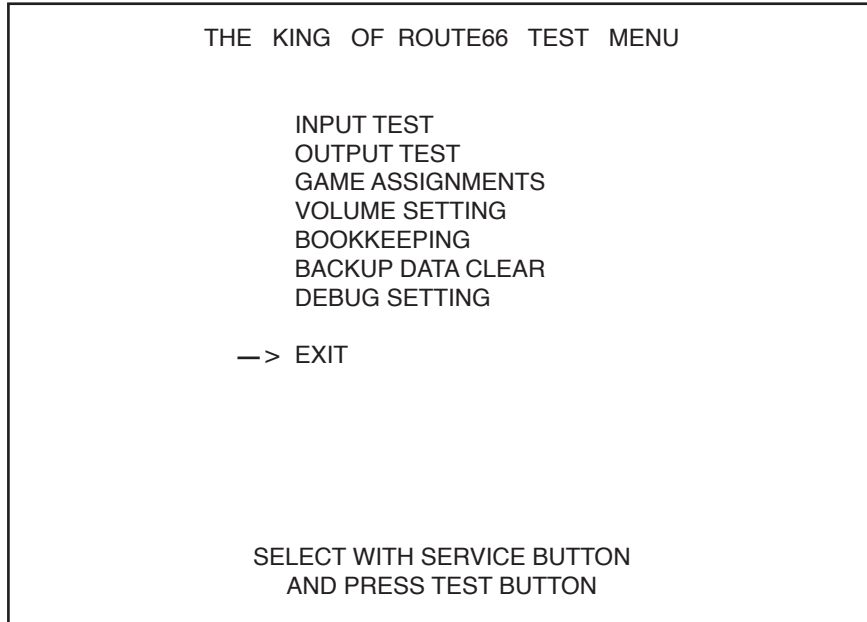 THE KING OF ROUTE66 TEST MENU
INPUT TEST
OUTPUT TEST
GAME ASSIGNMENTS
VOLUME SETTING
BOOKKEEPING
BACKUP DATA CLEAR
DEBUG SETTING
—> EXIT
SELECT WITH SERVICE BUTTON
AND PRESS TEST BUTTON